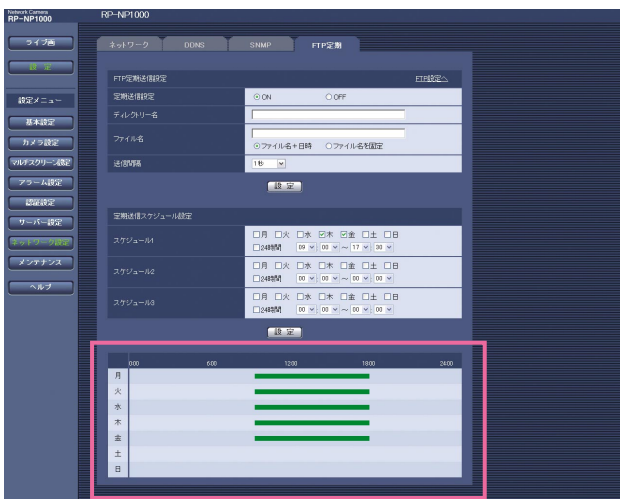 Network Camera
RP-NP1000
RP-NP1000
ライブ画
設 定
設定メニュー
基本設定
カメラ設定
マルチスクリーン設定
アラーム設定
認証設定
サーバー設定
ネットワーク設定
メンテナンス
ヘルプ
ネットワーク DDNS SNMP FTP定期
FTP定期送信設定 FTP設定へ
定期送信設定 ON OFF
ディレクトリー名
ファイル名
ファイル名+日時 ファイル名を固定
送信間隔 1秒
設 定
定期送信スケジュール設定
スケジュール1 月 火 水 木 金 土 日
24時間 09 : 00 ~ 17 : 30
スケジュール2 月 火 水 木 金 土 日
24時間 00 : 00 ~ 00 : 00
スケジュール3 月 火 水 木 金 土 日
24時間 00 : 00 ~ 00 : 00
設 定
0:00 6:00 12:00 18:00 24:00
月
火
水
木
金
土
日